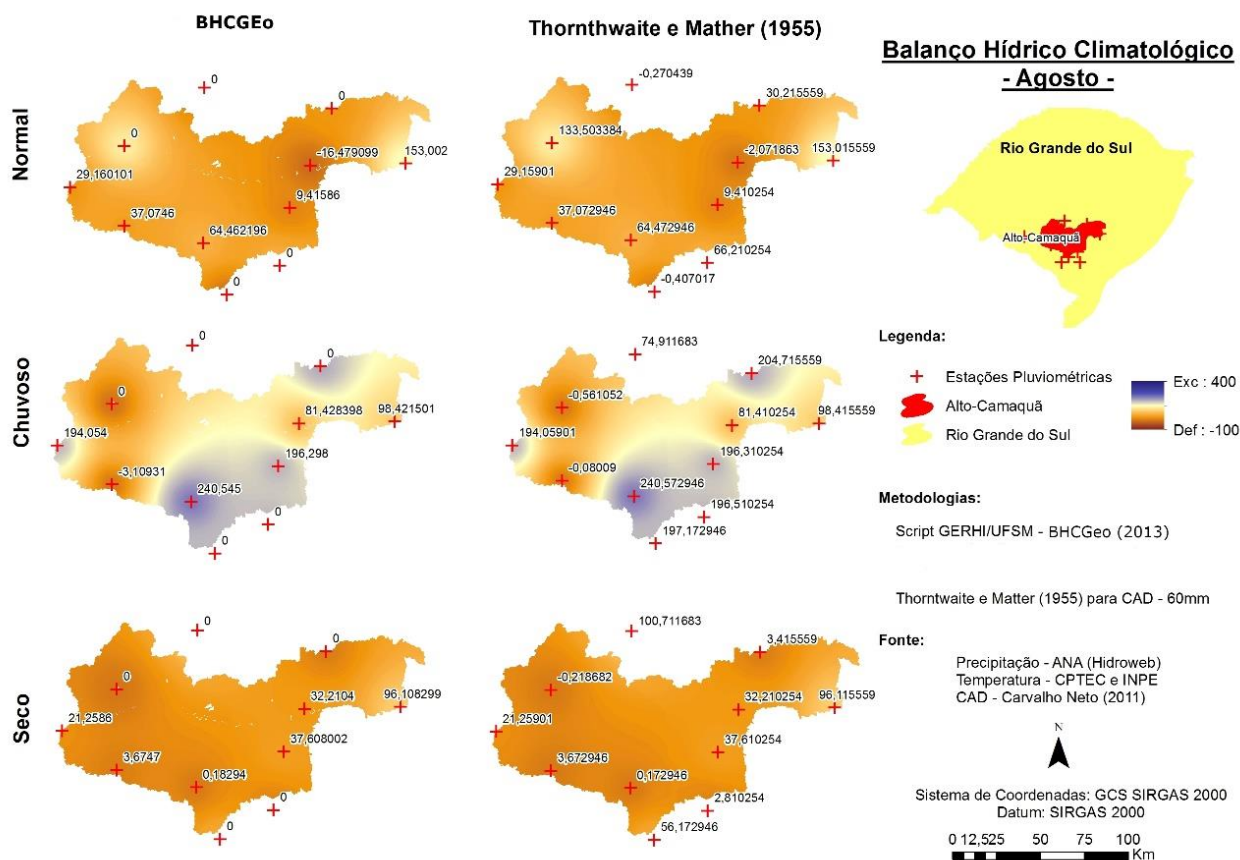 BHCGEo
Thornthwaite e Mather (1955)
Balanço Hídrico Climatológico
- Agosto -
Normal
0
0
0
-16,479099
153,002
29,160101
9,41586
37,0746
64,462196
0
0
-0,270439
30,215559
133,503384
-2,071863
153,015559
29,15901
9,410254
37,072946
64,472946
66,210254
-0,407017
Rio Grande do Sul
Alto-Camaquã
Chuvoso
0
0
0
81,428398
98,421501
194,054
196,298
-3,10931
240,545
0
0
74,911683
204,715559
-0,561052
81,410254
98,415559
194,05901
196,310254
-0,08009
240,572946
196,510254
197,172946
Legenda:
Estações Pluviométricas
Alto-Camaquã
Rio Grande do Sul
Exc : 400
Def : -100
Metodologias:
Script GERHI/UFSM - BHCGeo (2013)
Thorntwaite e Matter (1955) para CAD - 60mm
Seco
0
0
0
32,2104
96,108299
21,2586
37,608002
3,6747
0,18294
0
0
100,711683
3,415559
-0,218682
32,210254
96,115559
21,25901
37,610254
3,672946
0,172946
2,810254
56,172946
Fonte:
Precipitação - ANA (Hidroweb)
Temperatura - CPTEC e INPE
CAD - Carvalho Neto (2011)
N
Sistema de Coordenadas: GCS SIRGAS 2000
Datum: SIRGAS 2000
0 12,525 50 75 100
Km